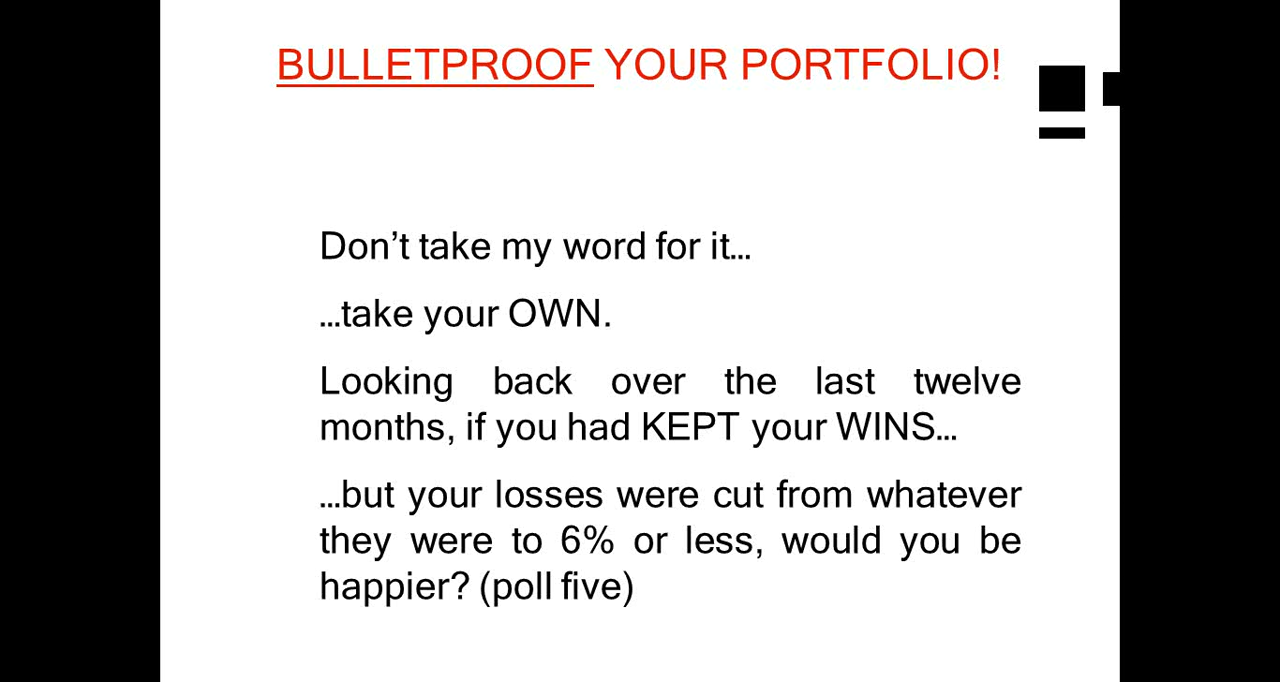 BULLETPROOF YOUR PORTFOLIO!
Don’t take my word for it…
…take your OWN.
Looking back over the last twelve
months, if you had KEPT your WINS…
…but your losses were cut from whatever
they were to 6% or less, would you be
happier? (poll five)